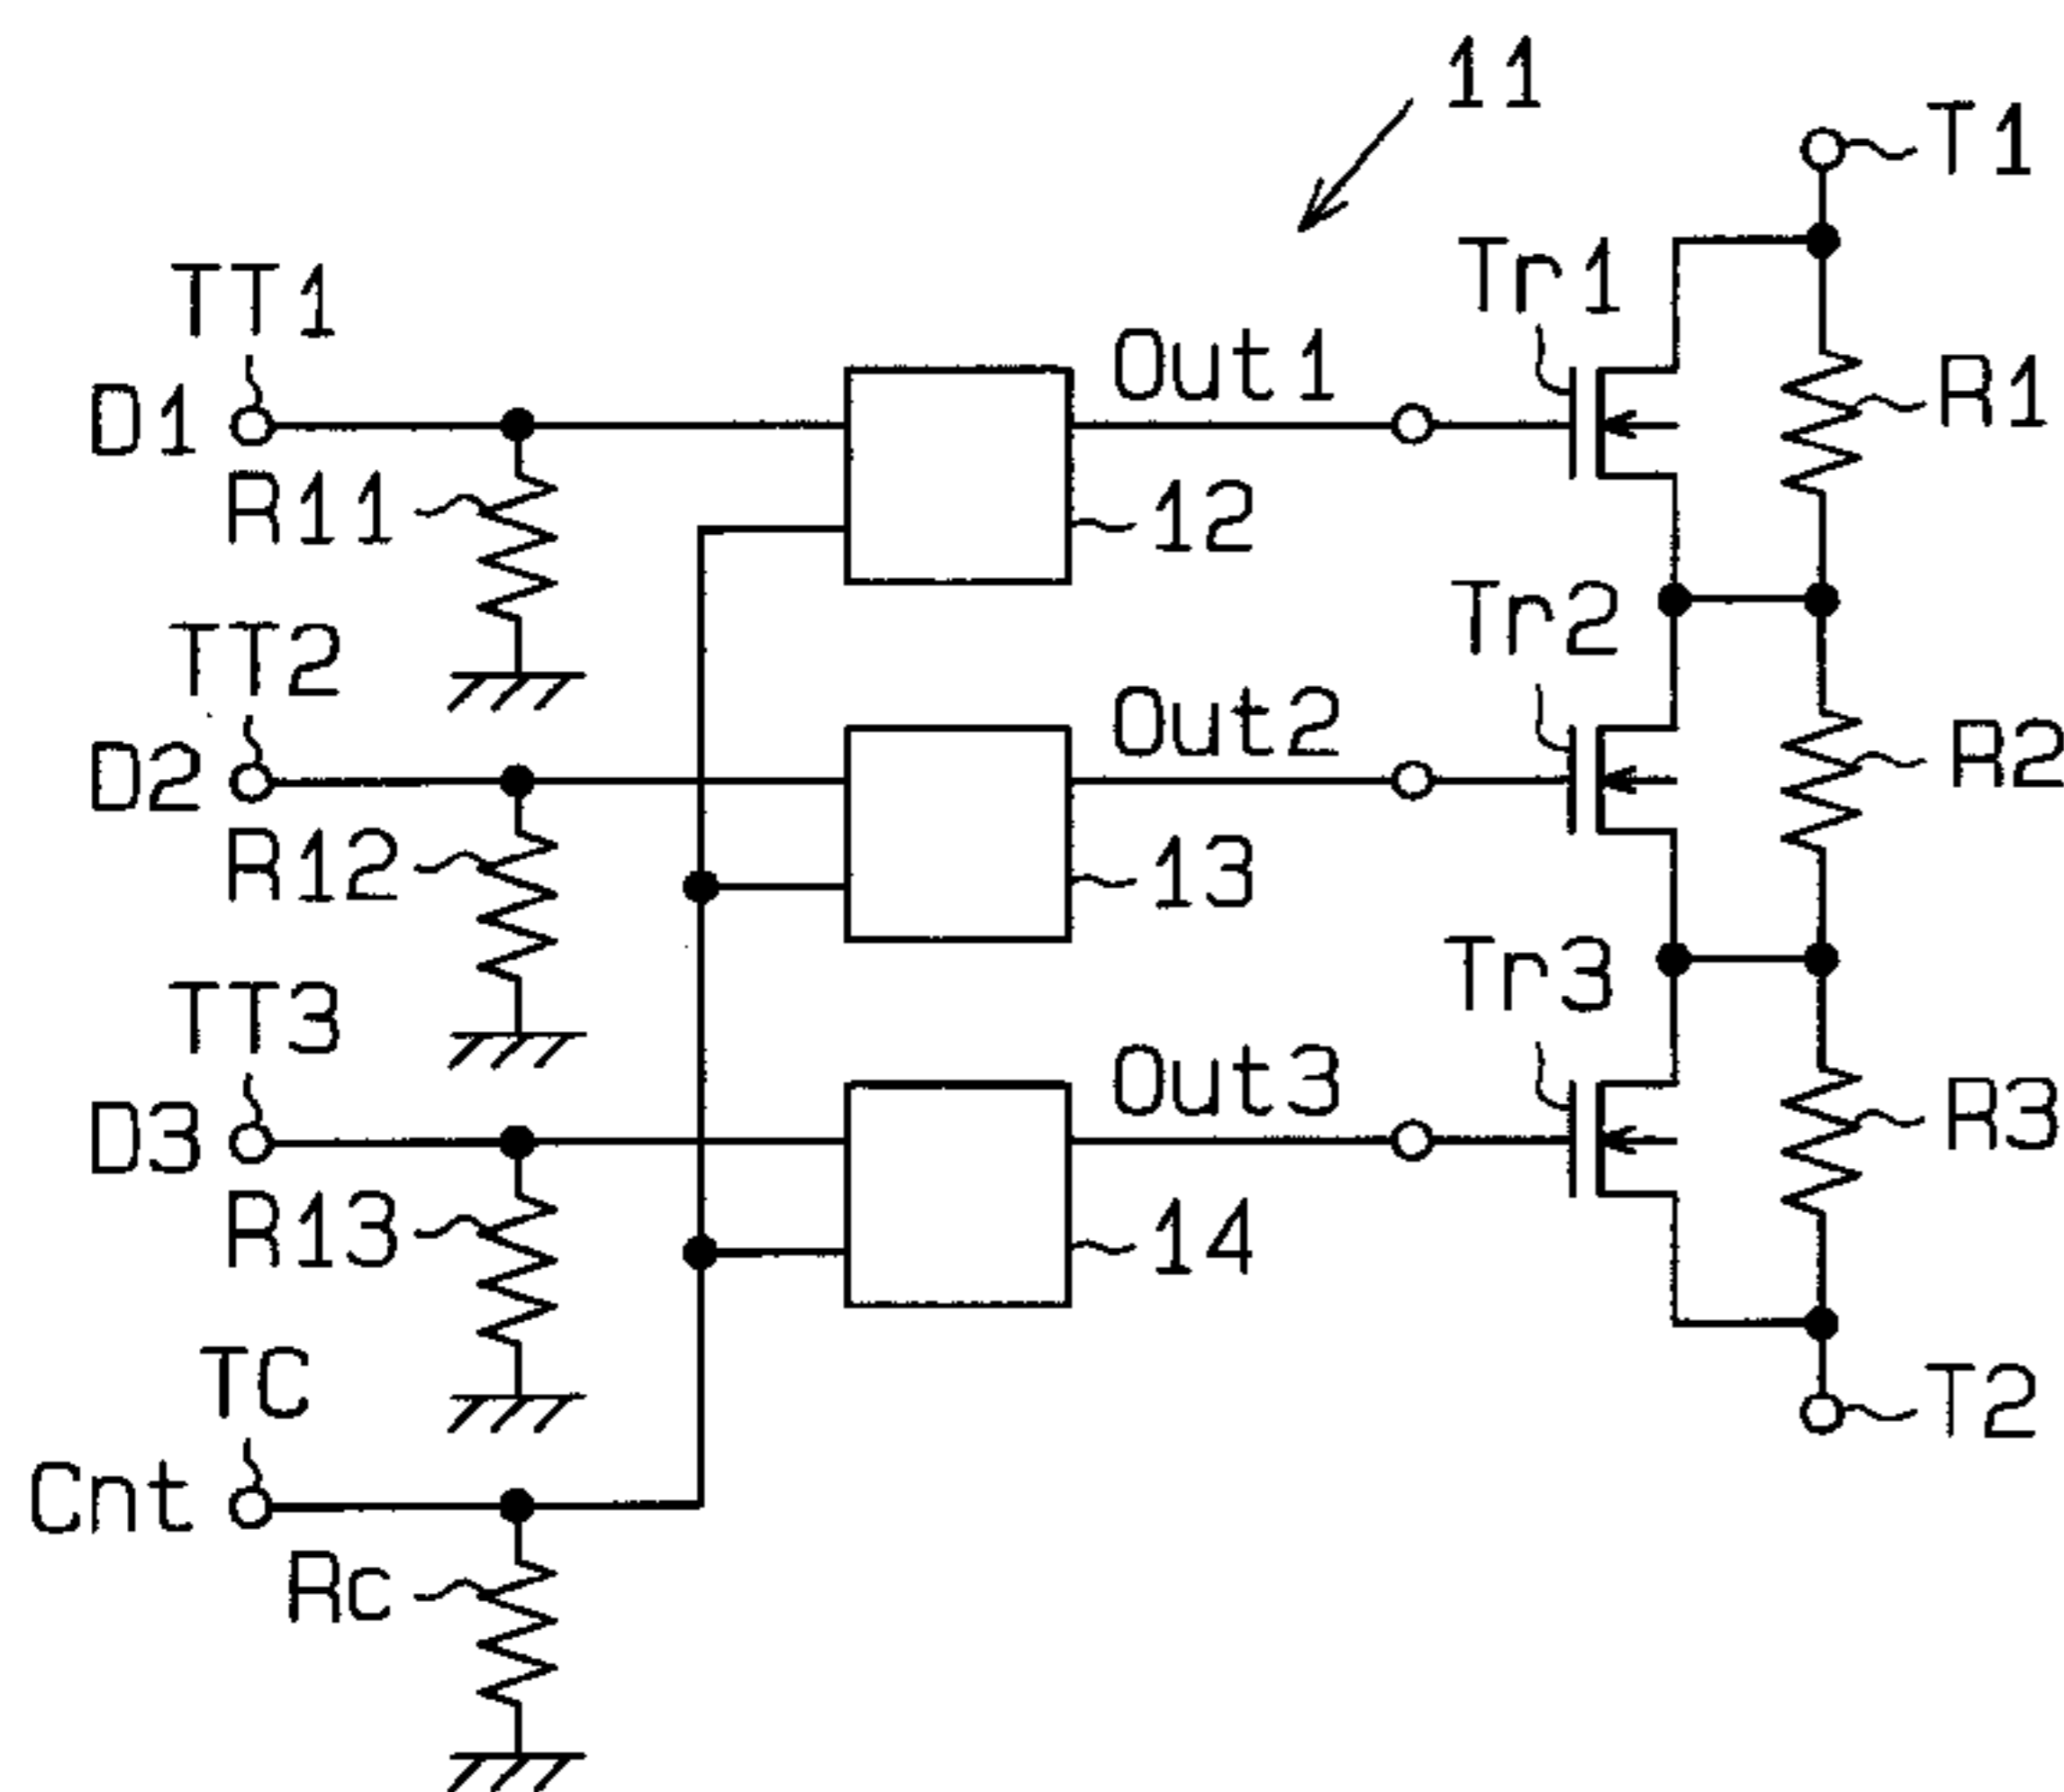 11
T1
Tr1
TT1
Out1
D1
R1
R11
12
Tr2
TT2
Out2
D2
R2
R12
13
Tr3
TT3
Out3
D3
R3
R13
14
TC
T2
Cnt
Rc